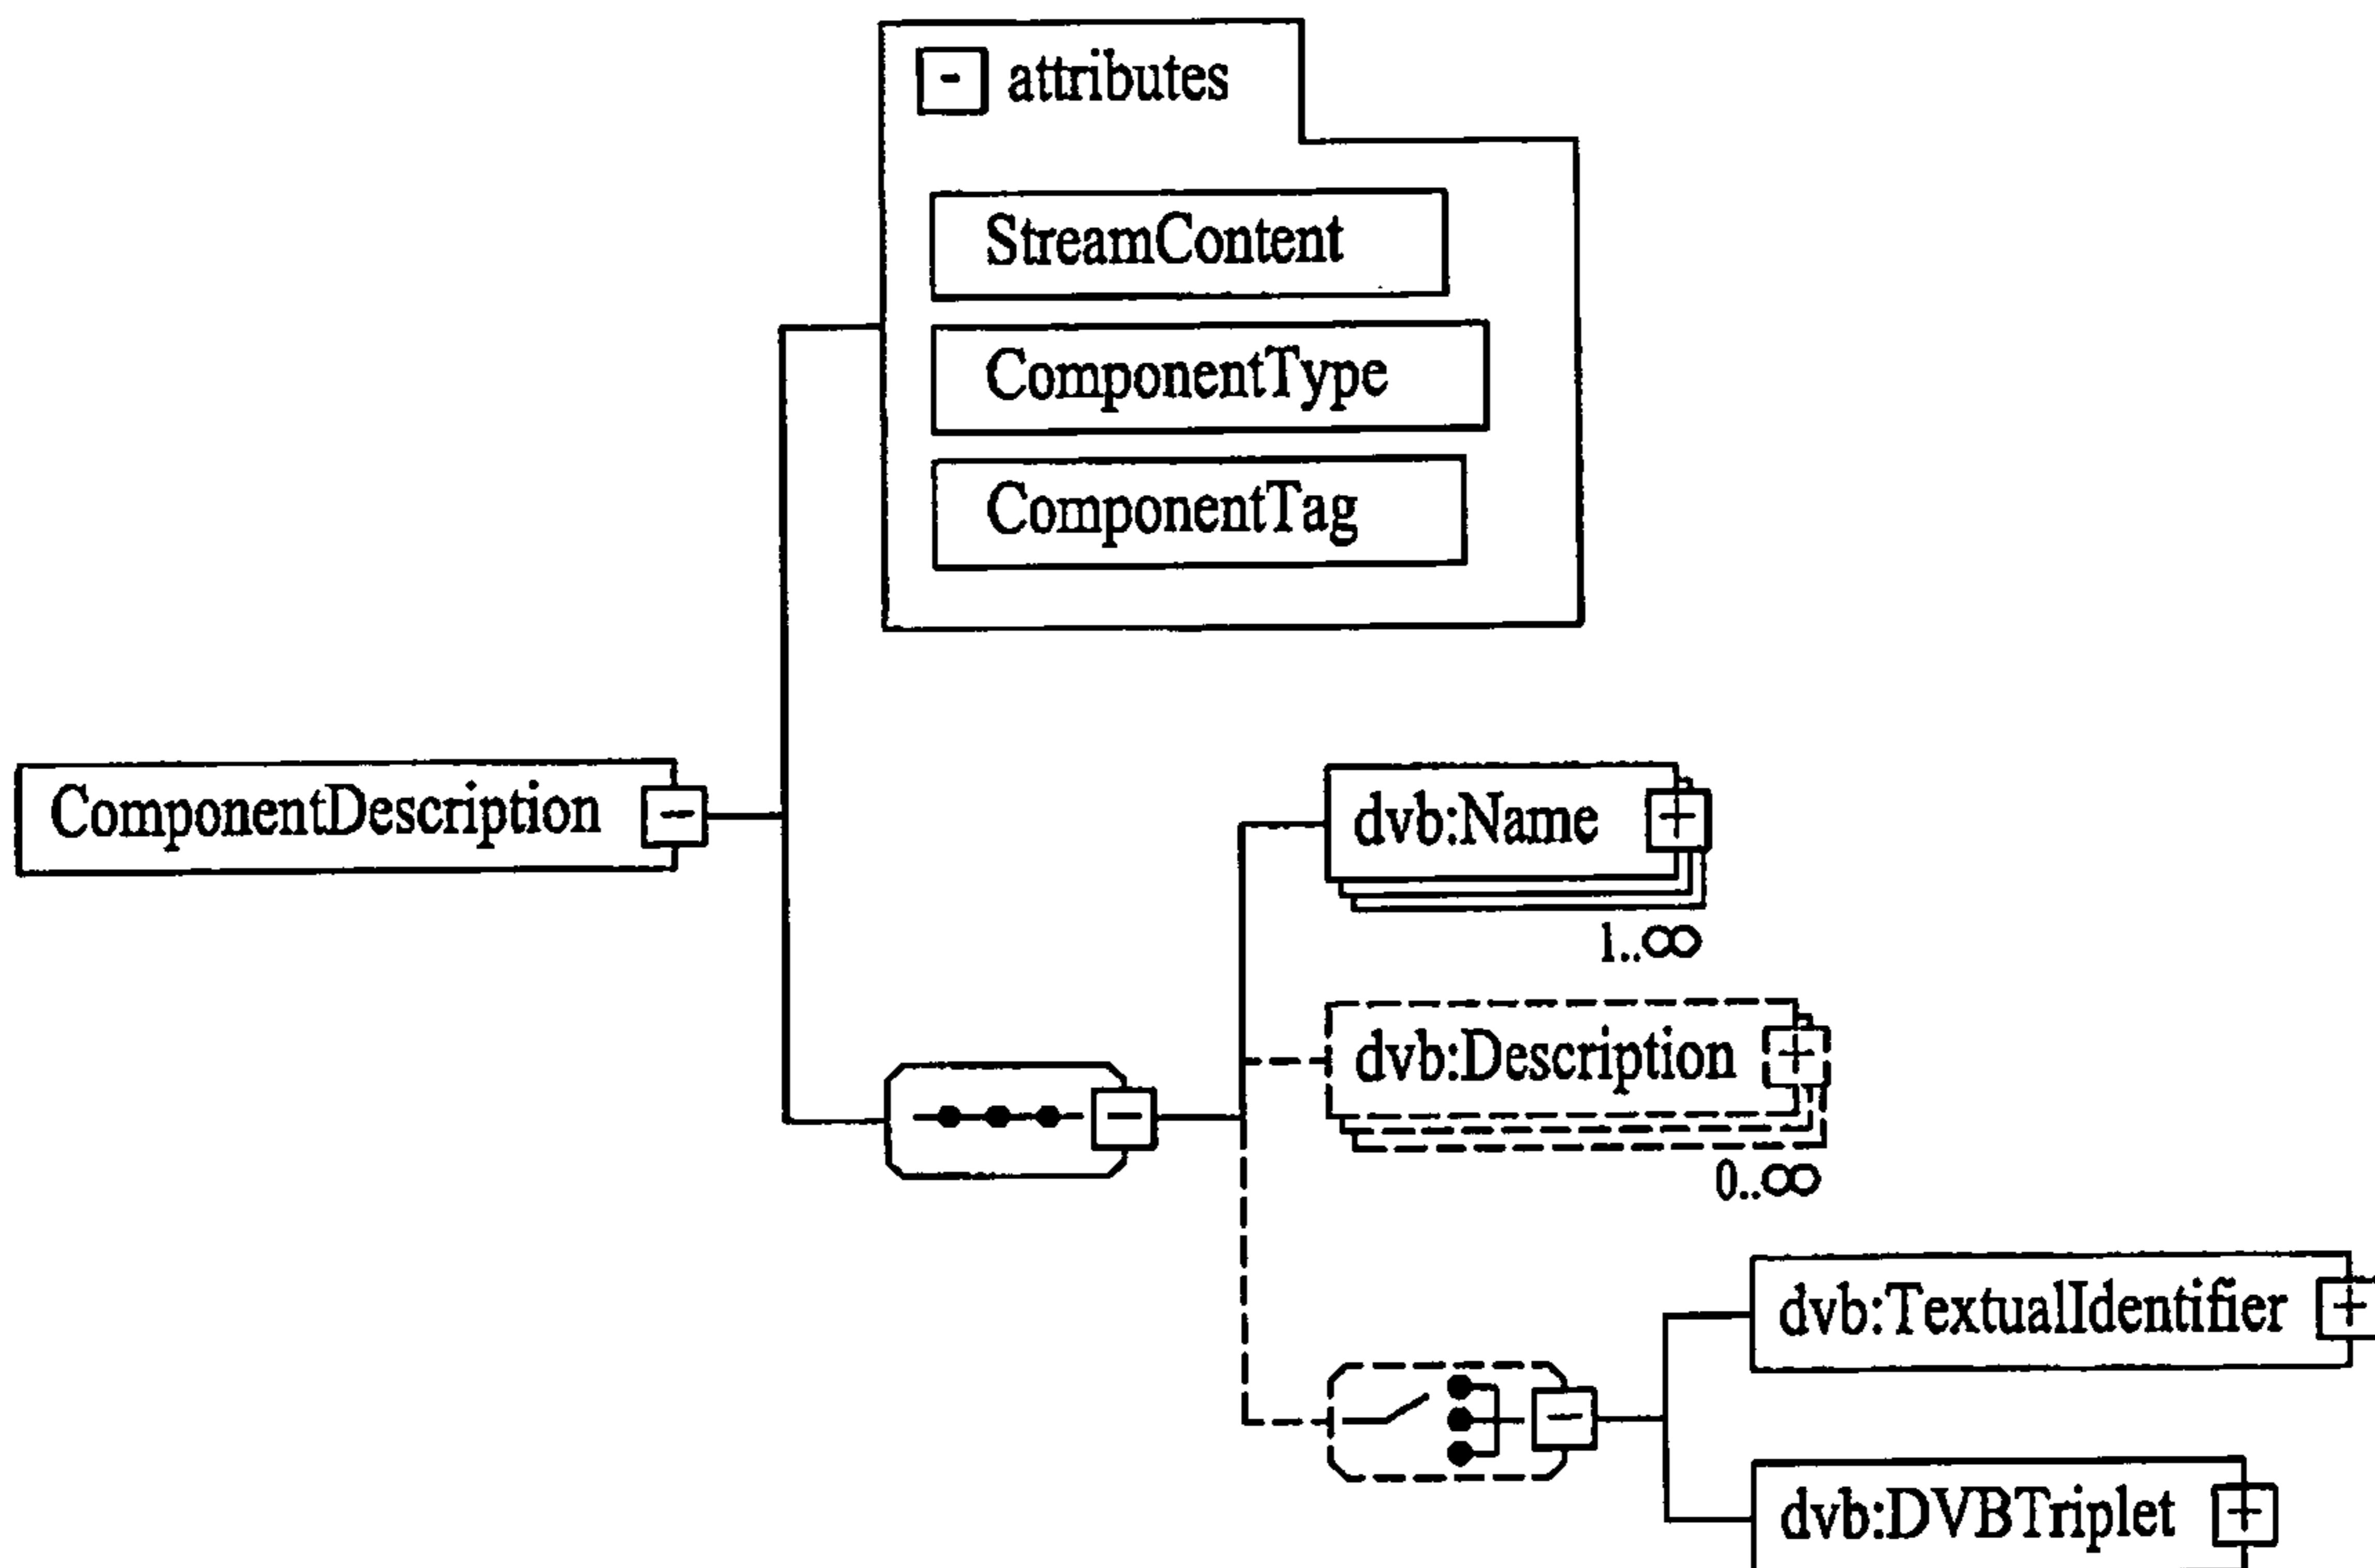 attributes
StreamContent
ComponentType
ComponentTag
ComponentDescription
dvb:Name
1..∞
dvb:Description
0..∞
dvb:TextualIdentifier
dvb:DVBTriplet